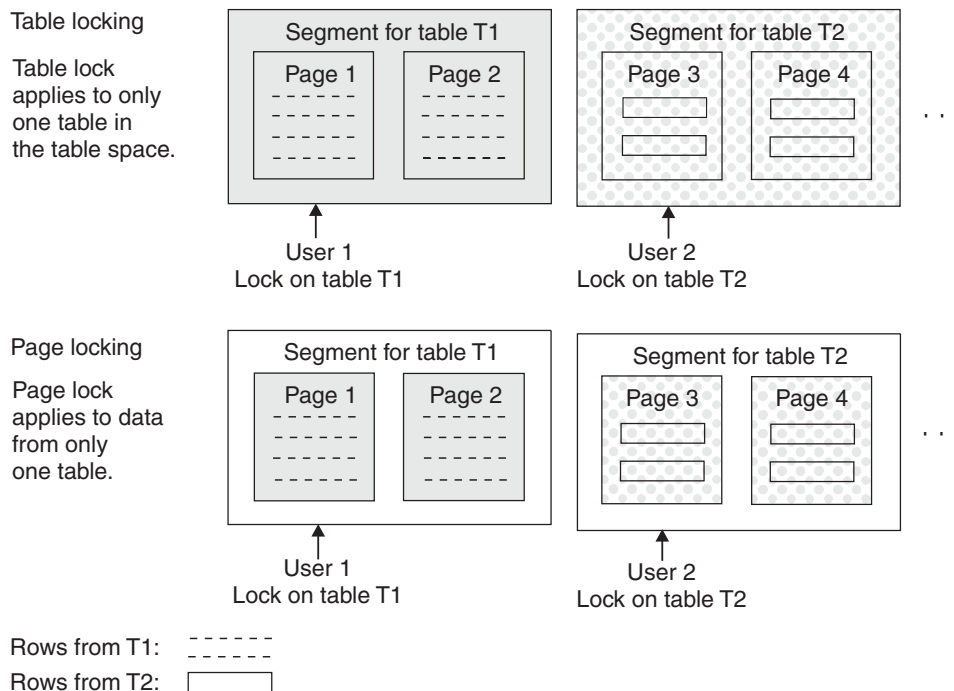 Table locking
Table lock
applies to only
one table in
the table space.
Segment for table T1
Page 1
Page 2
User 1
Lock on table T1
Segment for table T2
Page 3
Page 4
. .
User 2
Lock on table T2
Page locking
Page lock
applies to data
from only
one table.
Segment for table T1
Page 1
Page 2
User 1
Lock on table T1
Segment for table T2
Page 3
Page 4
. .
User 2
Lock on table T2
Rows from T1:
Rows from T2: